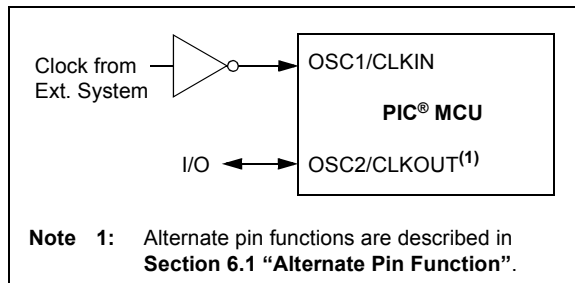 Clock from
Ext. System
OSC1/CLKIN
PIC® MCU
I/O
OSC2/CLKOUT(1)
Note 1: Alternate pin functions are described in
Section 6.1 “Alternate Pin Function”.